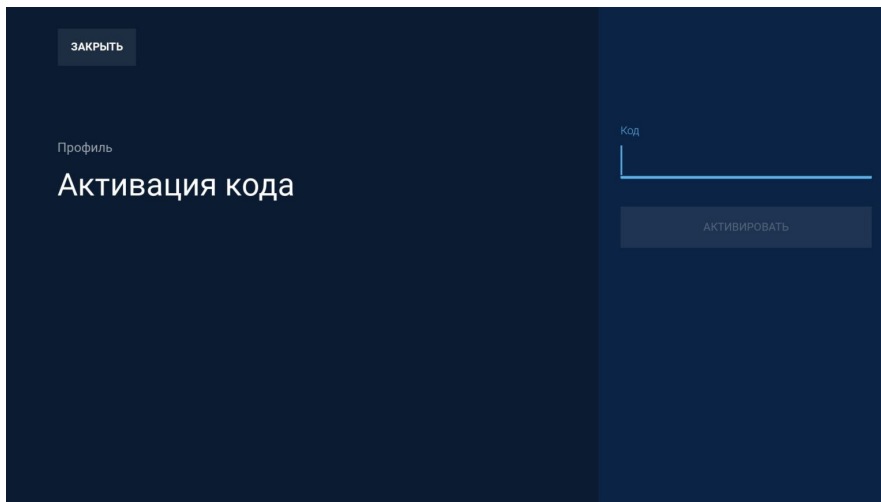 ЗАКРЫТЬ
Профиль
Активация кода
Код
АКТИВИРОВАТЬ